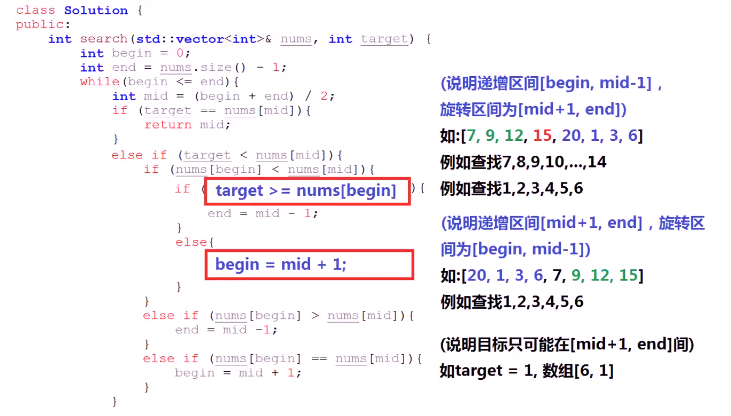 class Solution {
public:
int search(std::vector<int>& nums, int target) {
int begin = 0;
int end = nums.size() - 1;
while(begin <= end){
int mid = (begin + end) / 2;
if (target == nums[mid]){
return mid;
}
else if (target < nums[mid]){
if (nums[begin] < nums[mid]){
if ( target >= nums[begin] ){
end = mid - 1;
}
else{
begin = mid + 1;
}
}
else if (nums[begin] > nums[mid]){
end = mid -1;
}
else if (nums[begin] == nums[mid]){
begin = mid + 1;
}
}
(说明递增区间[begin, mid-1]，
旋转区间为[mid+1, end])
如:[7, 9, 12, 15, 20, 1, 3, 6]
例如查找7,8,9,10,...,14
例如查找1,2,3,4,5,6
(说明递增区间[mid+1, end]，旋转区
间为[begin, mid-1])
如:[20, 1, 3, 6, 7, 9, 12, 15]
例如查找1,2,3,4,5,6
(说明目标只可能在[mid+1, end]间)
如target = 1, 数组[6, 1]